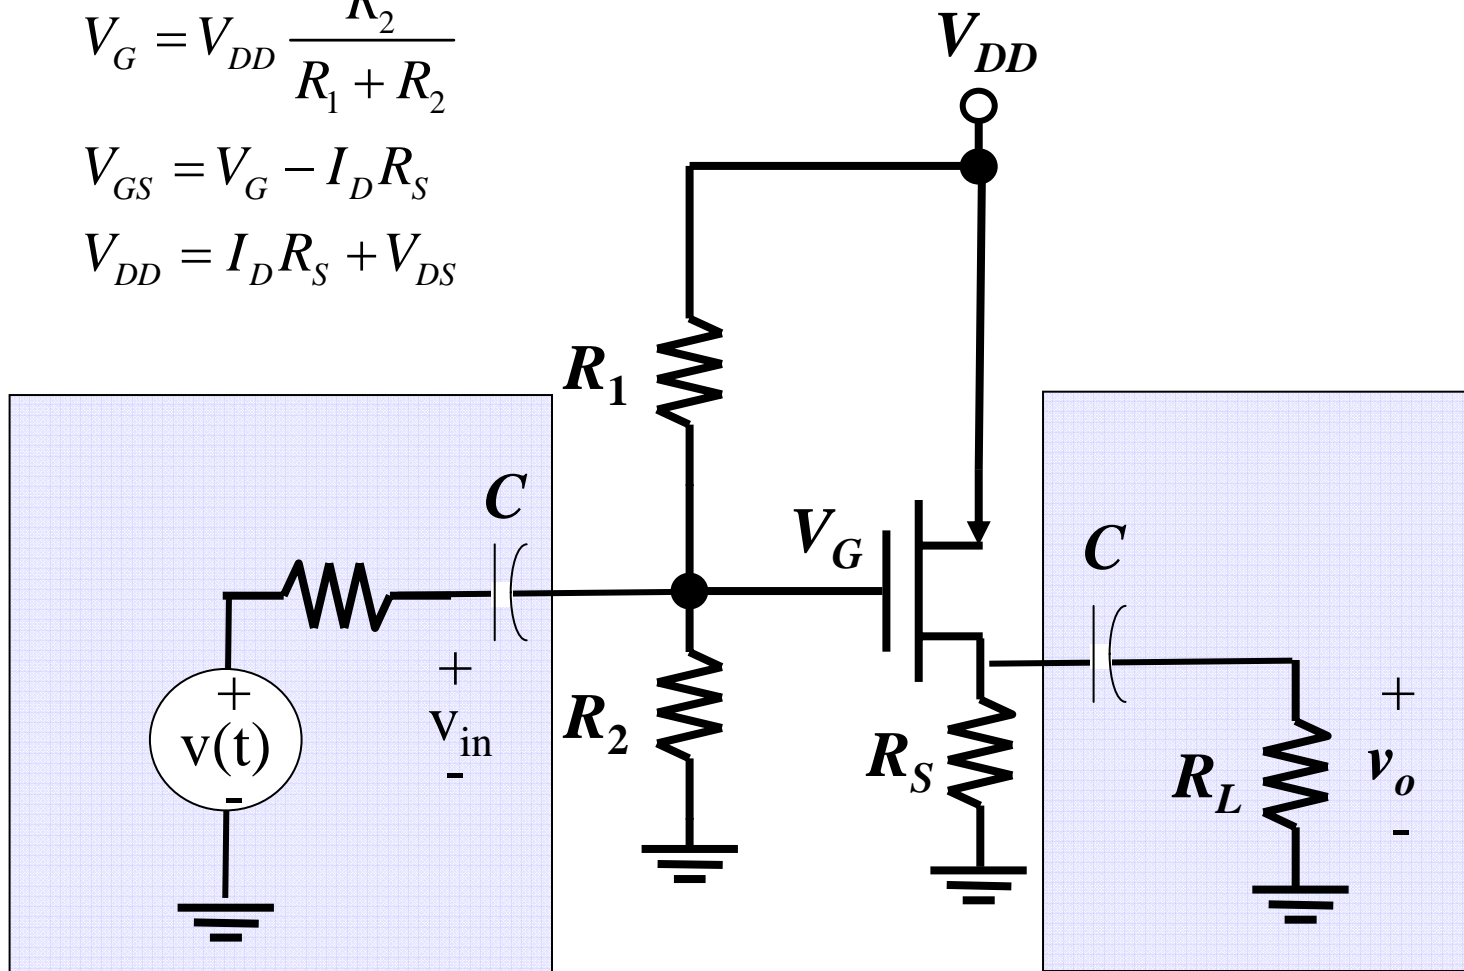 V_G = V_DD R_2 / (R_1 + R_2)
V_GS = V_G − I_D R_S
V_DD = I_D R_S + V_DS
V_DD
R_1
C
V_G
C
+
v_in
-
+
v(t)
-
R_2
R_S
R_L
+
v_o
-